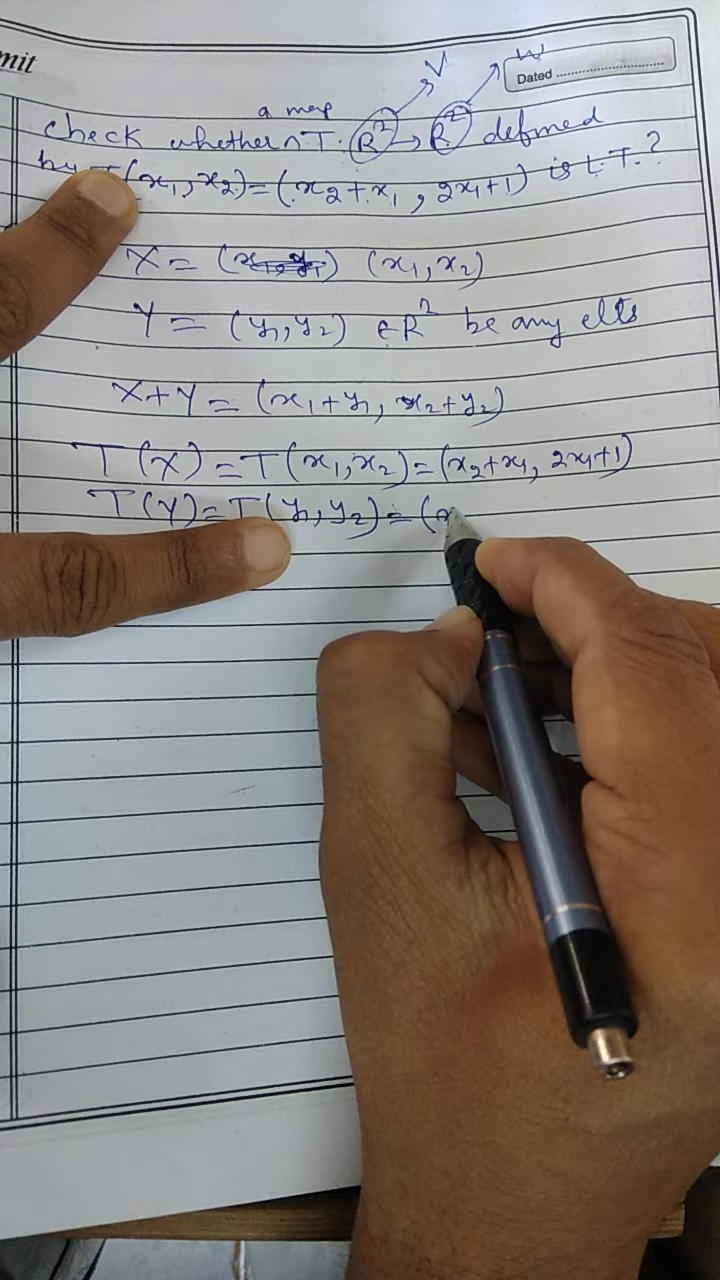 mit
V W
Dated
a map
Check whether ∧ T: R² → R² defined
by T(x₁, x₂) = (x₂ + x₁, 2x₁+1) is L.T.?
X = (x₁, x₂)
Y = (y₁, y₂) ∈ R² be any elts
X+Y = (x₁+y₁, x₂+y₂)
T(X) = T(x₁, x₂) = (x₂+x₁, 2x₁+1)
T(Y) = T(y₁, y₂) = (